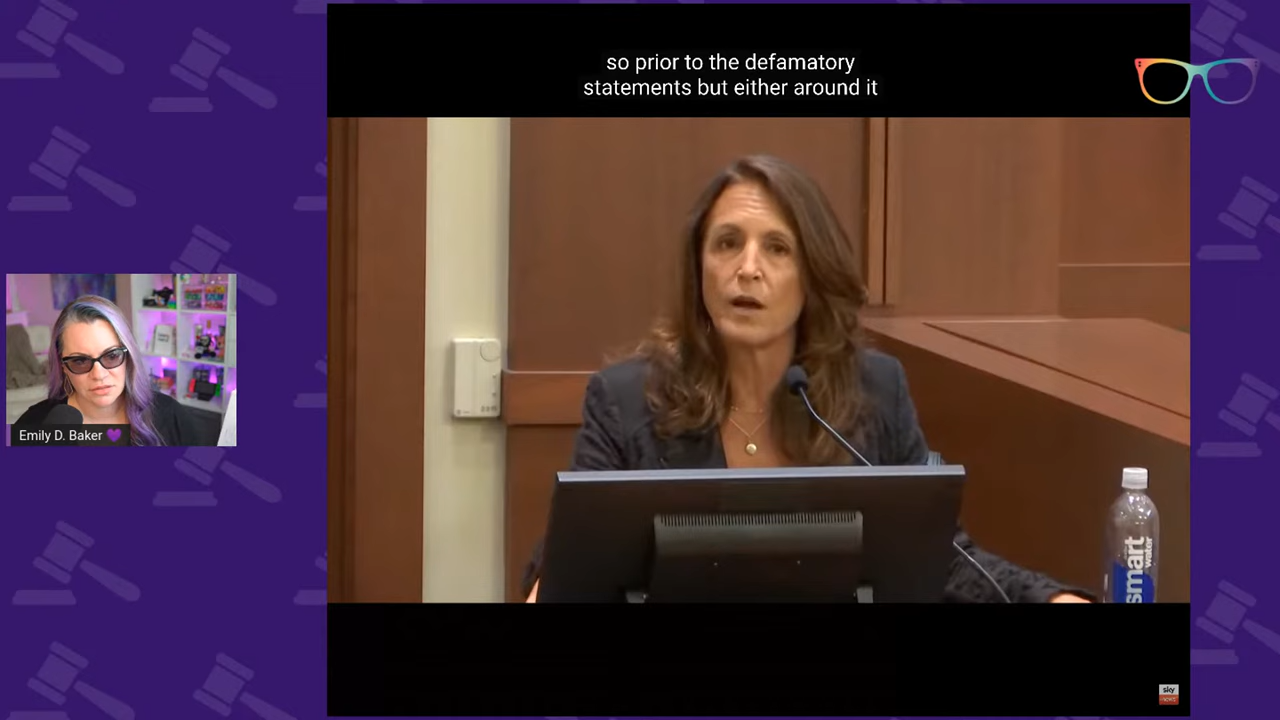 so prior to the defamatory
statements but either around it
Emily D. Baker 💜
smart
water
sky
news